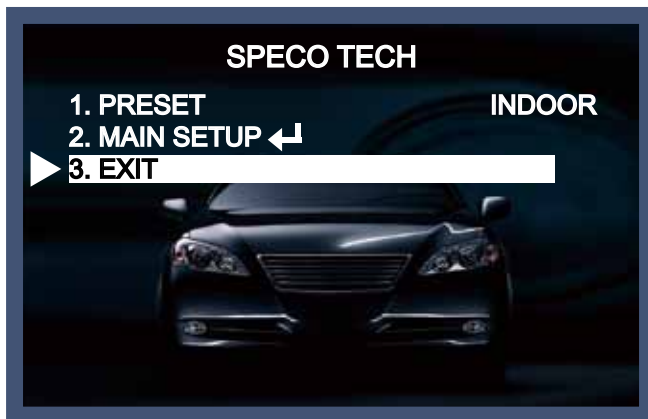 SPECO TECH
1. PRESET INDOOR
2. MAIN SETUP ↵
3. EXIT